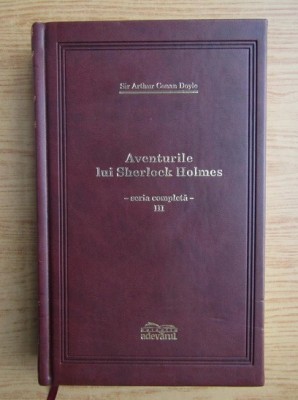 Sir Arthur Conan Doyle
Aventurile
lui Sherlock Holmes
– seria completă –
III
adevărul